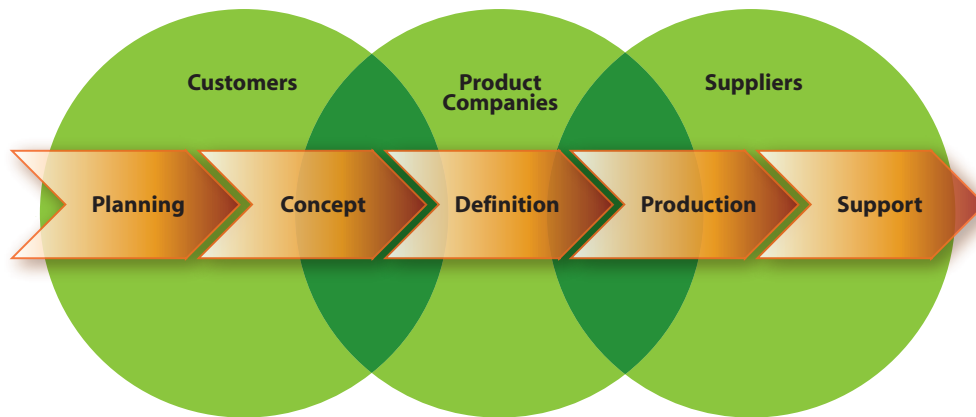 Customers
Product
Companies
Suppliers
Planning
Concept
Definition
Production
Support